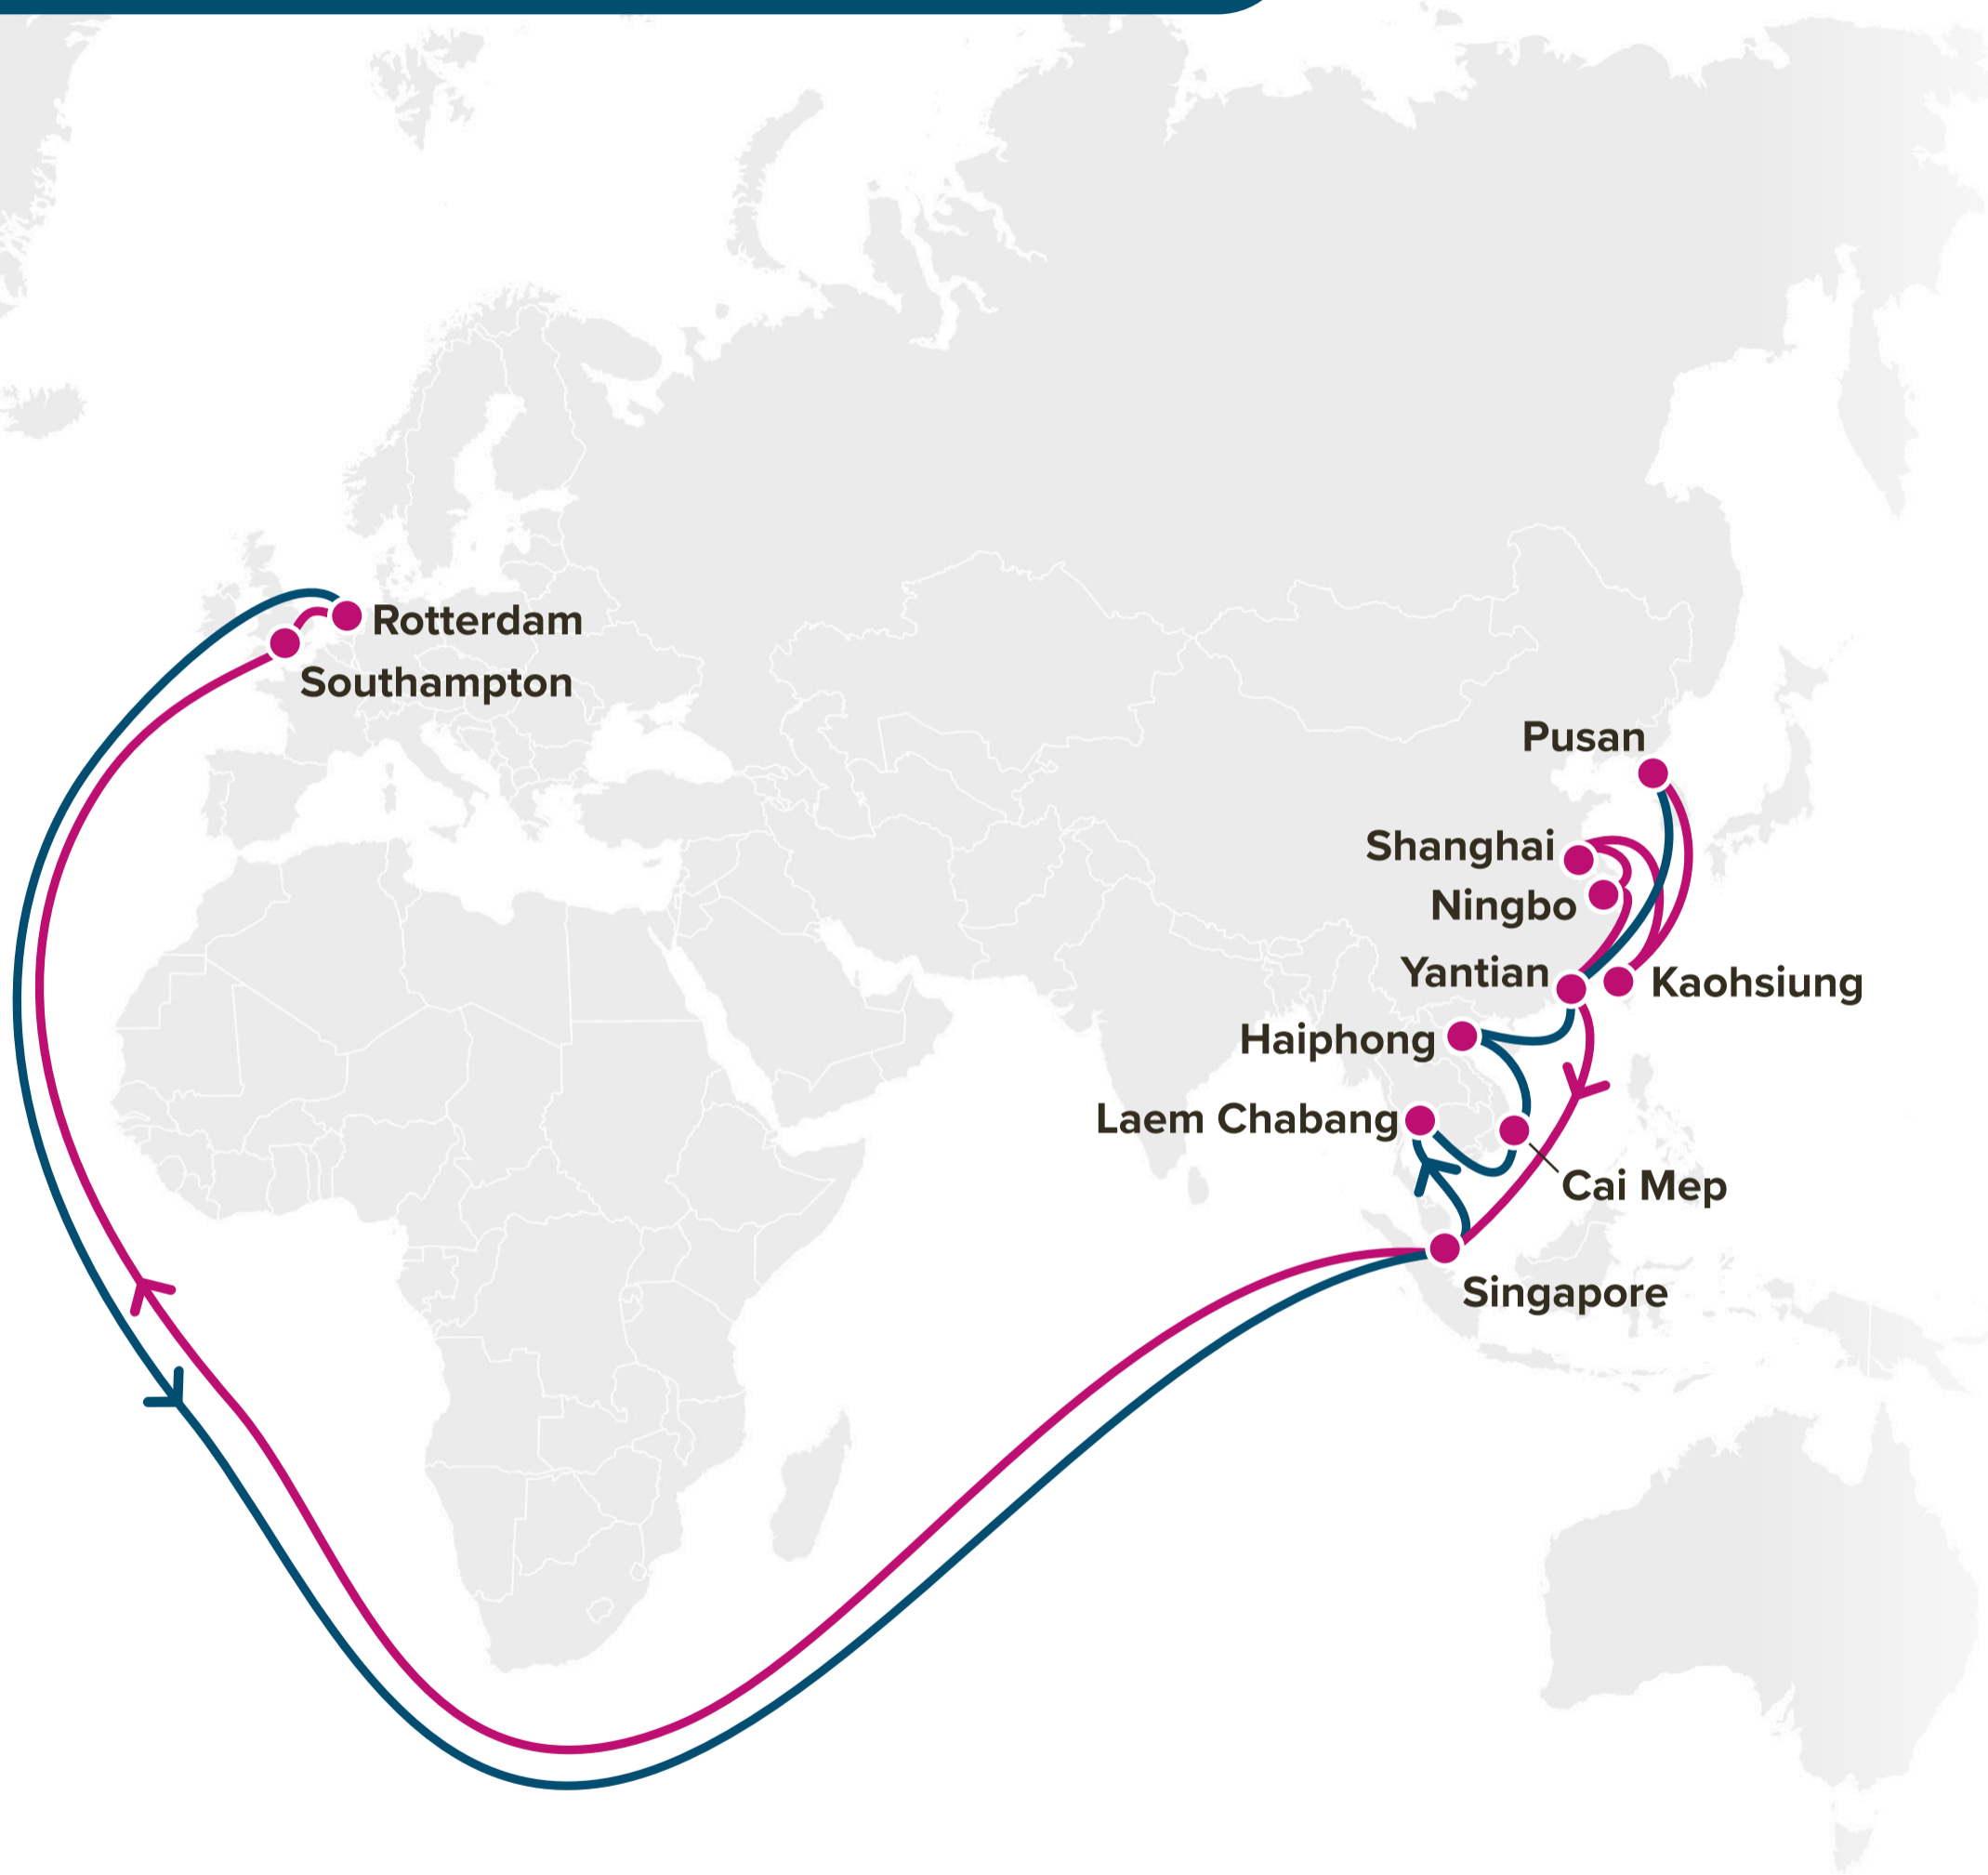 Rotterdam
Southampton
Pusan
Shanghai
Ningbo
Yantian
Kaohsiung
Haiphong
Laem Chabang
Cai Mep
Singapore